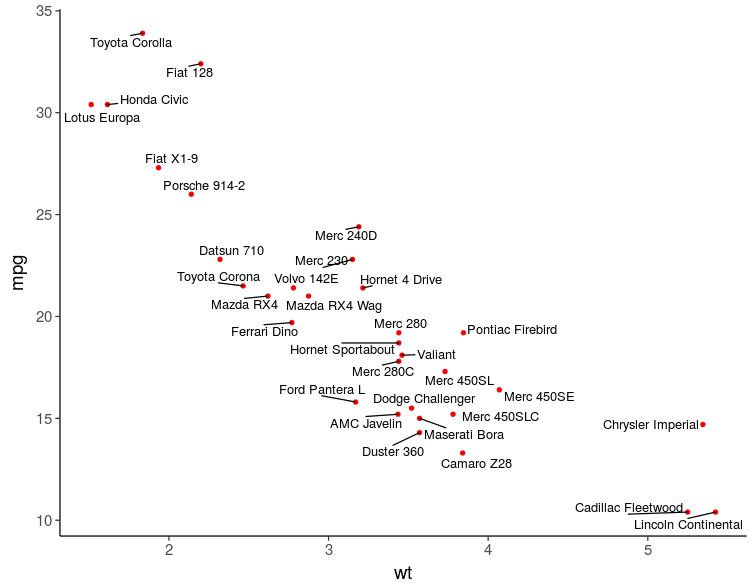 35
Toyota Corolla
Fiat 128
Honda Civic
30
Lotus Europa
Fiat X1-9
Porsche 914-2
25
Merc 240D
Datsun 710
Merc 230
Toyota Corona
Volvo 142E
Hornet 4 Drive
mpg
Mazda RX4
Mazda RX4 Wag
20
Merc 280
Pontiac Firebird
Ferrari Dino
Hornet Sportabout
Valiant
Merc 280C
Merc 450SL
Ford Pantera L
Dodge Challenger
Merc 450SE
15
AMC Javelin
Merc 450SLC
Chrysler Imperial
Maserati Bora
Duster 360
Camaro Z28
Cadillac Fleetwood
10
Lincoln Continental
2
3
4
5
wt